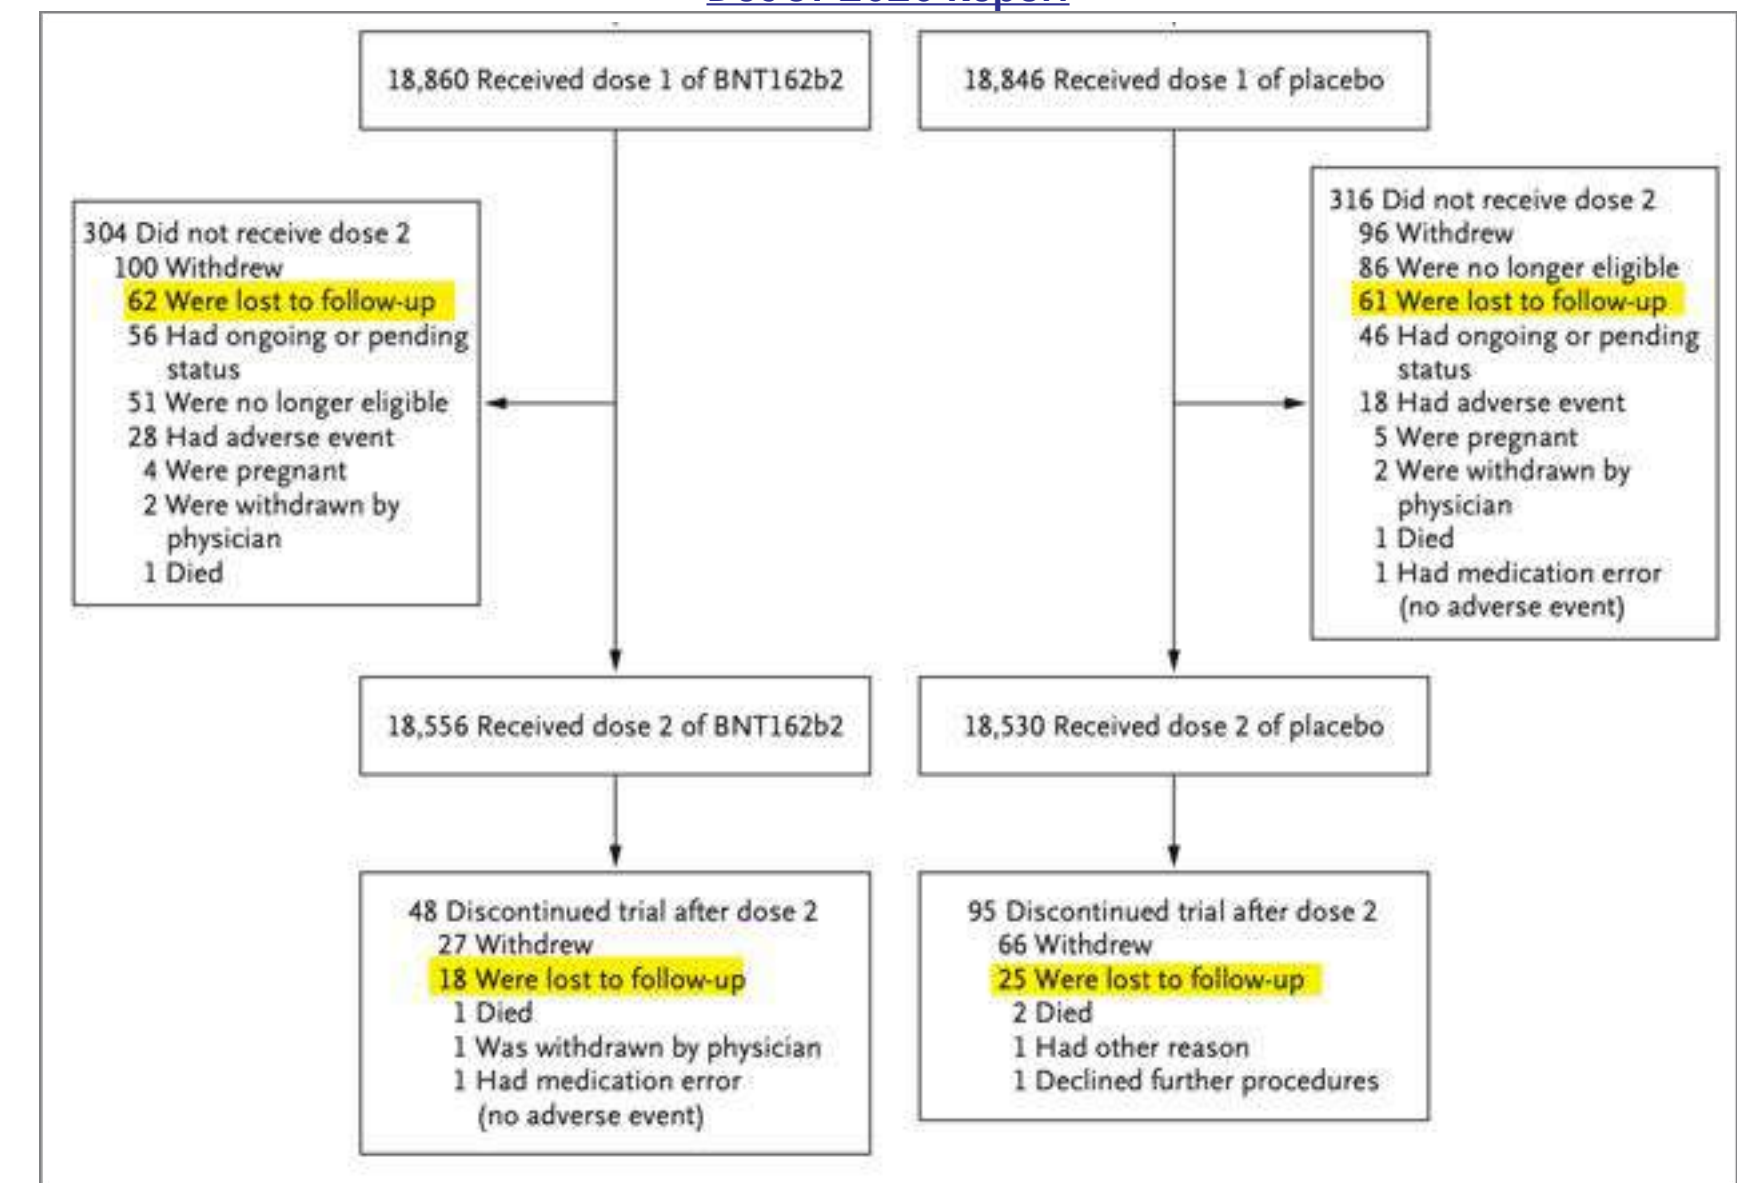 18,860 Received dose 1 of BNT162b2
18,846 Received dose 1 of placebo
304 Did not receive dose 2
100 Withdrew
62 Were lost to follow-up
56 Had ongoing or pending
status
51 Were no longer eligible
28 Had adverse event
4 Were pregnant
2 Were withdrawn by
physician
1 Died
316 Did not receive dose 2
96 Withdrew
86 Were no longer eligible
61 Were lost to follow-up
46 Had ongoing or pending
status
18 Had adverse event
5 Were pregnant
2 Were withdrawn by
physician
1 Died
1 Had medication error
(no adverse event)
18,556 Received dose 2 of BNT162b2
18,530 Received dose 2 of placebo
48 Discontinued trial after dose 2
27 Withdrew
18 Were lost to follow-up
1 Died
1 Was withdrawn by physician
1 Had medication error
(no adverse event)
95 Discontinued trial after dose 2
66 Withdrew
25 Were lost to follow-up
2 Died
1 Had other reason
1 Declined further procedures